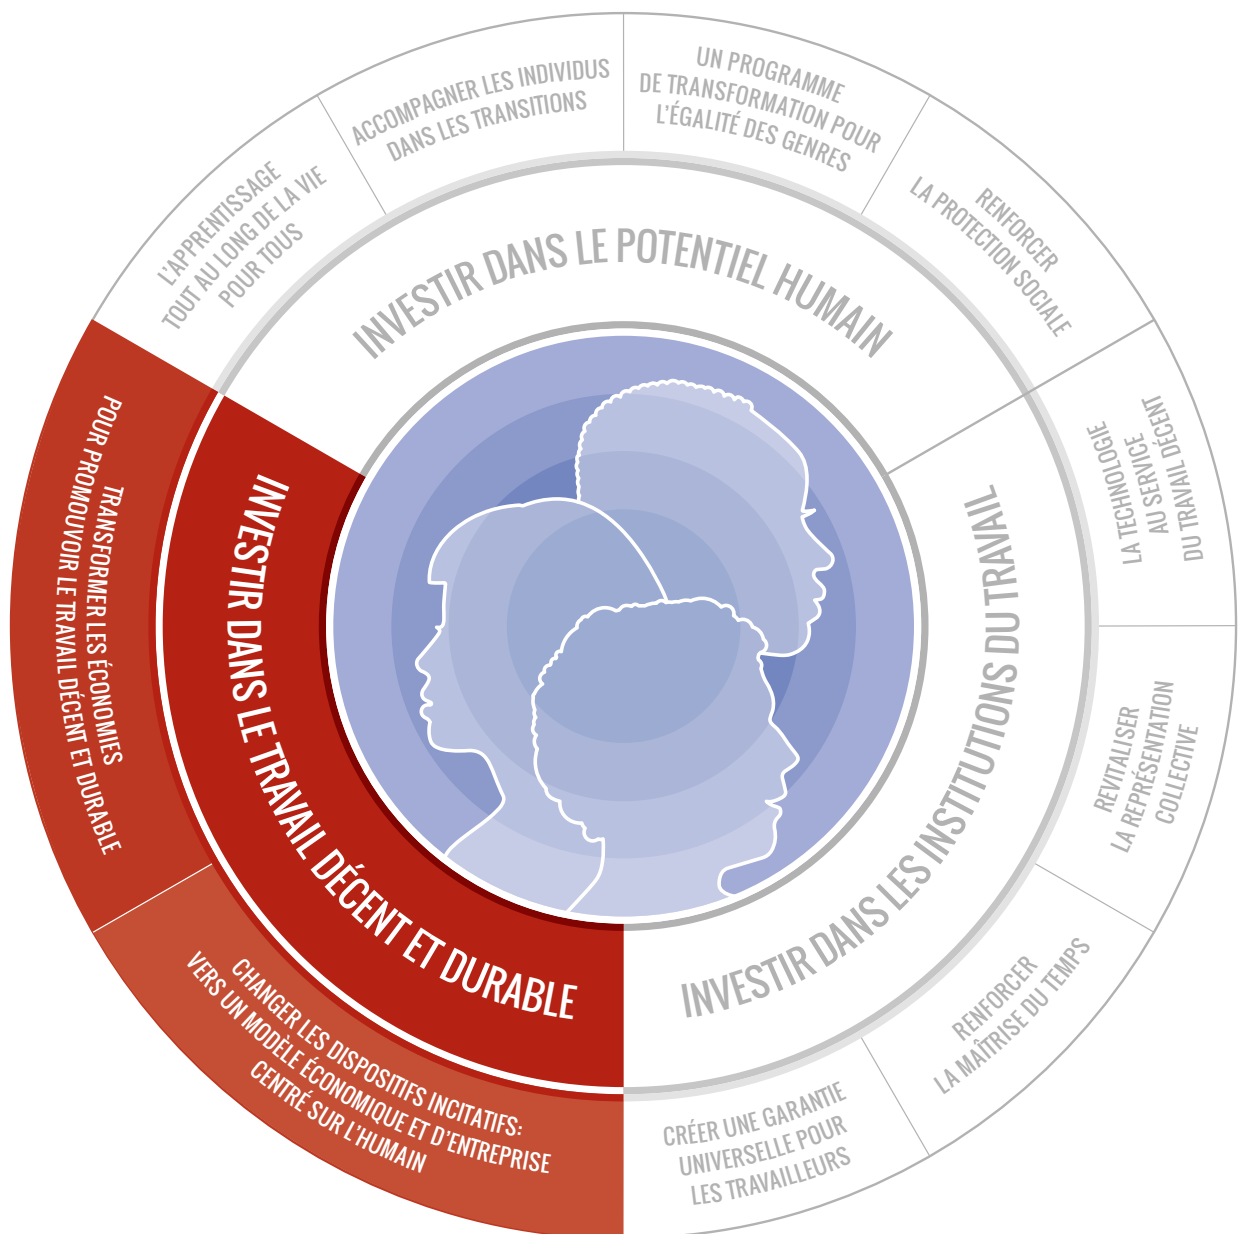 INVESTIR DANS LE POTENTIEL HUMAIN
L'APPRENTISSAGE
TOUT AU LONG DE LA VIE
POUR TOUS
ACCOMPAGNER LES INDIVIDUS
DANS LES TRANSITIONS
UN PROGRAMME
DE TRANSFORMATION POUR
L'ÉGALITÉ DES GENRES
RENFORCER
LA PROTECTION SOCIALE
INVESTIR DANS LES INSTITUTIONS DU TRAVAIL
LA TECHNOLOGIE
AU SERVICE
DU TRAVAIL DÉCENT
REVITALISER
LA REPRÉSENTATION
COLLECTIVE
RENFORCER
LA MAÎTRISE DU TEMPS
CRÉER UNE GARANTIE
UNIVERSELLE POUR
LES TRAVAILLEURS
INVESTIR DANS LE TRAVAIL DÉCENT ET DURABLE
TRANSFORMER LES ÉCONOMIES
POUR PROMOUVOIR LE TRAVAIL DÉCENT ET DURABLE
CHANGER LES DISPOSITIFS INCITATIFS:
VERS UN MODÈLE ÉCONOMIQUE ET D'ENTREPRISE
CENTRÉ SUR L'HUMAIN